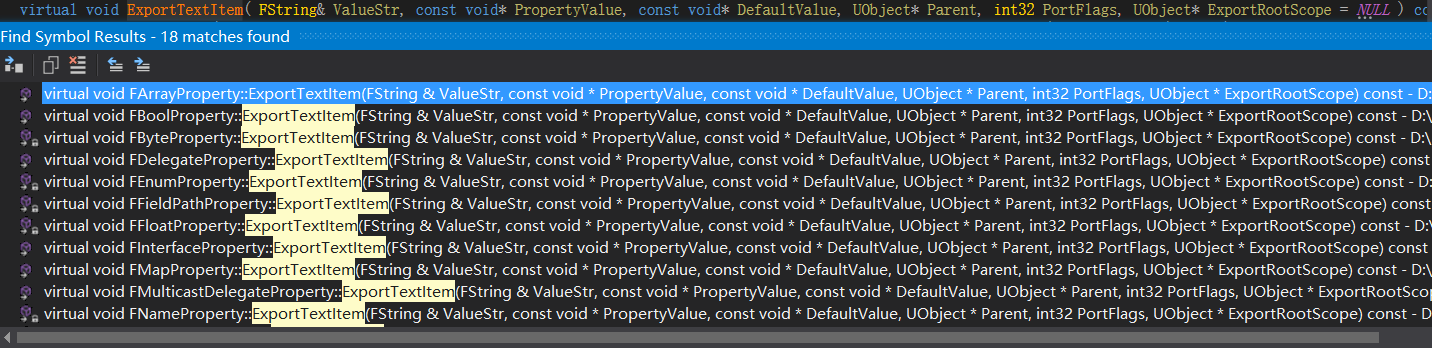 virtual void ExportTextItem( FString& ValueStr, const void* PropertyValue, const void* DefaultValue, UObject* Parent, int32 PortFlags, UObject* ExportRootScope = NULL ) co
Find Symbol Results - 18 matches found
virtual void FArrayProperty::ExportTextItem(FString & ValueStr, const void * PropertyValue, const void * DefaultValue, UObject * Parent, int32 PortFlags, UObject * ExportRootScope) const - D:
virtual void FBoolProperty::ExportTextItem(FString & ValueStr, const void * PropertyValue, const void * DefaultValue, UObject * Parent, int32 PortFlags, UObject * ExportRootScope) const - D:\
virtual void FByteProperty::ExportTextItem(FString & ValueStr, const void * PropertyValue, const void * DefaultValue, UObject * Parent, int32 PortFlags, UObject * ExportRootScope) const - D:\
virtual void FDelegateProperty::ExportTextItem(FString & ValueStr, const void * PropertyValue, const void * DefaultValue, UObject * Parent, int32 PortFlags, UObject * ExportRootScope) const
virtual void FEnumProperty::ExportTextItem(FString & ValueStr, const void * PropertyValue, const void * DefaultValue, UObject * Parent, int32 PortFlags, UObject * ExportRootScope) const - D:
virtual void FFieldPathProperty::ExportTextItem(FString & ValueStr, const void * PropertyValue, const void * DefaultValue, UObject * Parent, int32 PortFlags, UObject * ExportRootScope) const
virtual void FFloatProperty::ExportTextItem(FString & ValueStr, const void * PropertyValue, const void * DefaultValue, UObject * Parent, int32 PortFlags, UObject * ExportRootScope) const - D:
virtual void FInterfaceProperty::ExportTextItem(FString & ValueStr, const void * PropertyValue, const void * DefaultValue, UObject * Parent, int32 PortFlags, UObject * ExportRootScope) const
virtual void FMapProperty::ExportTextItem(FString & ValueStr, const void * PropertyValue, const void * DefaultValue, UObject * Parent, int32 PortFlags, UObject * ExportRootScope) const - D:\
virtual void FMulticastDelegateProperty::ExportTextItem(FString & ValueStr, const void * PropertyValue, const void * DefaultValue, UObject * Parent, int32 PortFlags, UObject * ExportRootScop
virtual void FNameProperty::ExportTextItem(FString & ValueStr, const void * PropertyValue, const void * DefaultValue, UObject * Parent, int32 PortFlags, UObject * ExportRootScope) const - D: